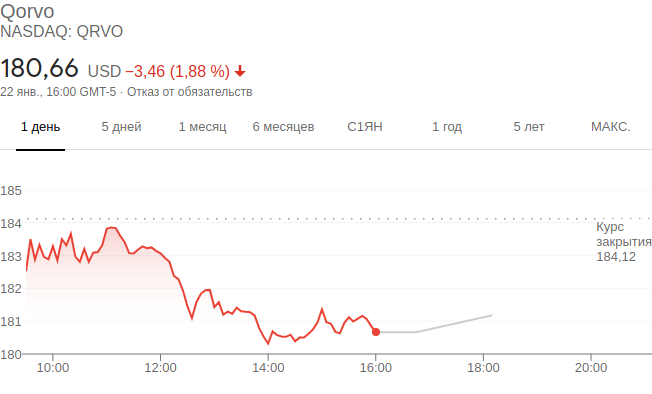 Qorvo
NASDAQ: QRVO
180,66 USD −3,46 (1,88 %)
22 янв., 16:00 GMT-5 · Отказ от обязательств
1 день 5 дней 1 месяц 6 месяцев С1ЯН 1 год 5 лет МАКС.
185
184
Курс
закрытия
184,12
183
182
181
180
10:00 12:00 14:00 16:00 18:00 20:00